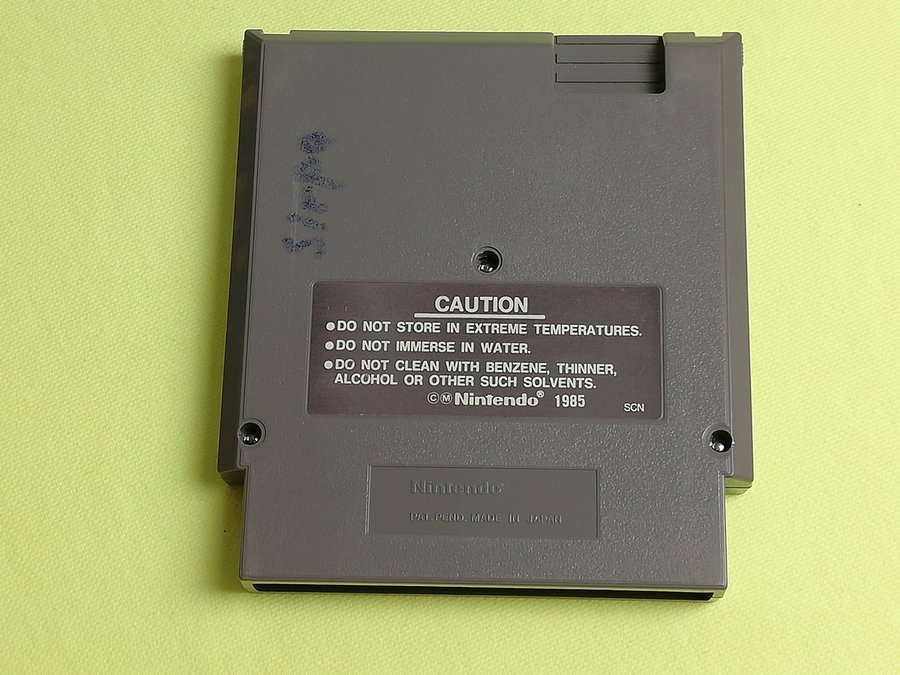 CAUTION
●DO NOT STORE IN EXTREME TEMPERATURES.
●DO NOT IMMERSE IN WATER.
●DO NOT CLEAN WITH BENZENE, THINNER,
ALCOHOL OR OTHER SUCH SOLVENTS.
©Ⓜ Nintendo® 1985
SCN
Nintendo®
PAT. PEND. MADE IN JAPAN